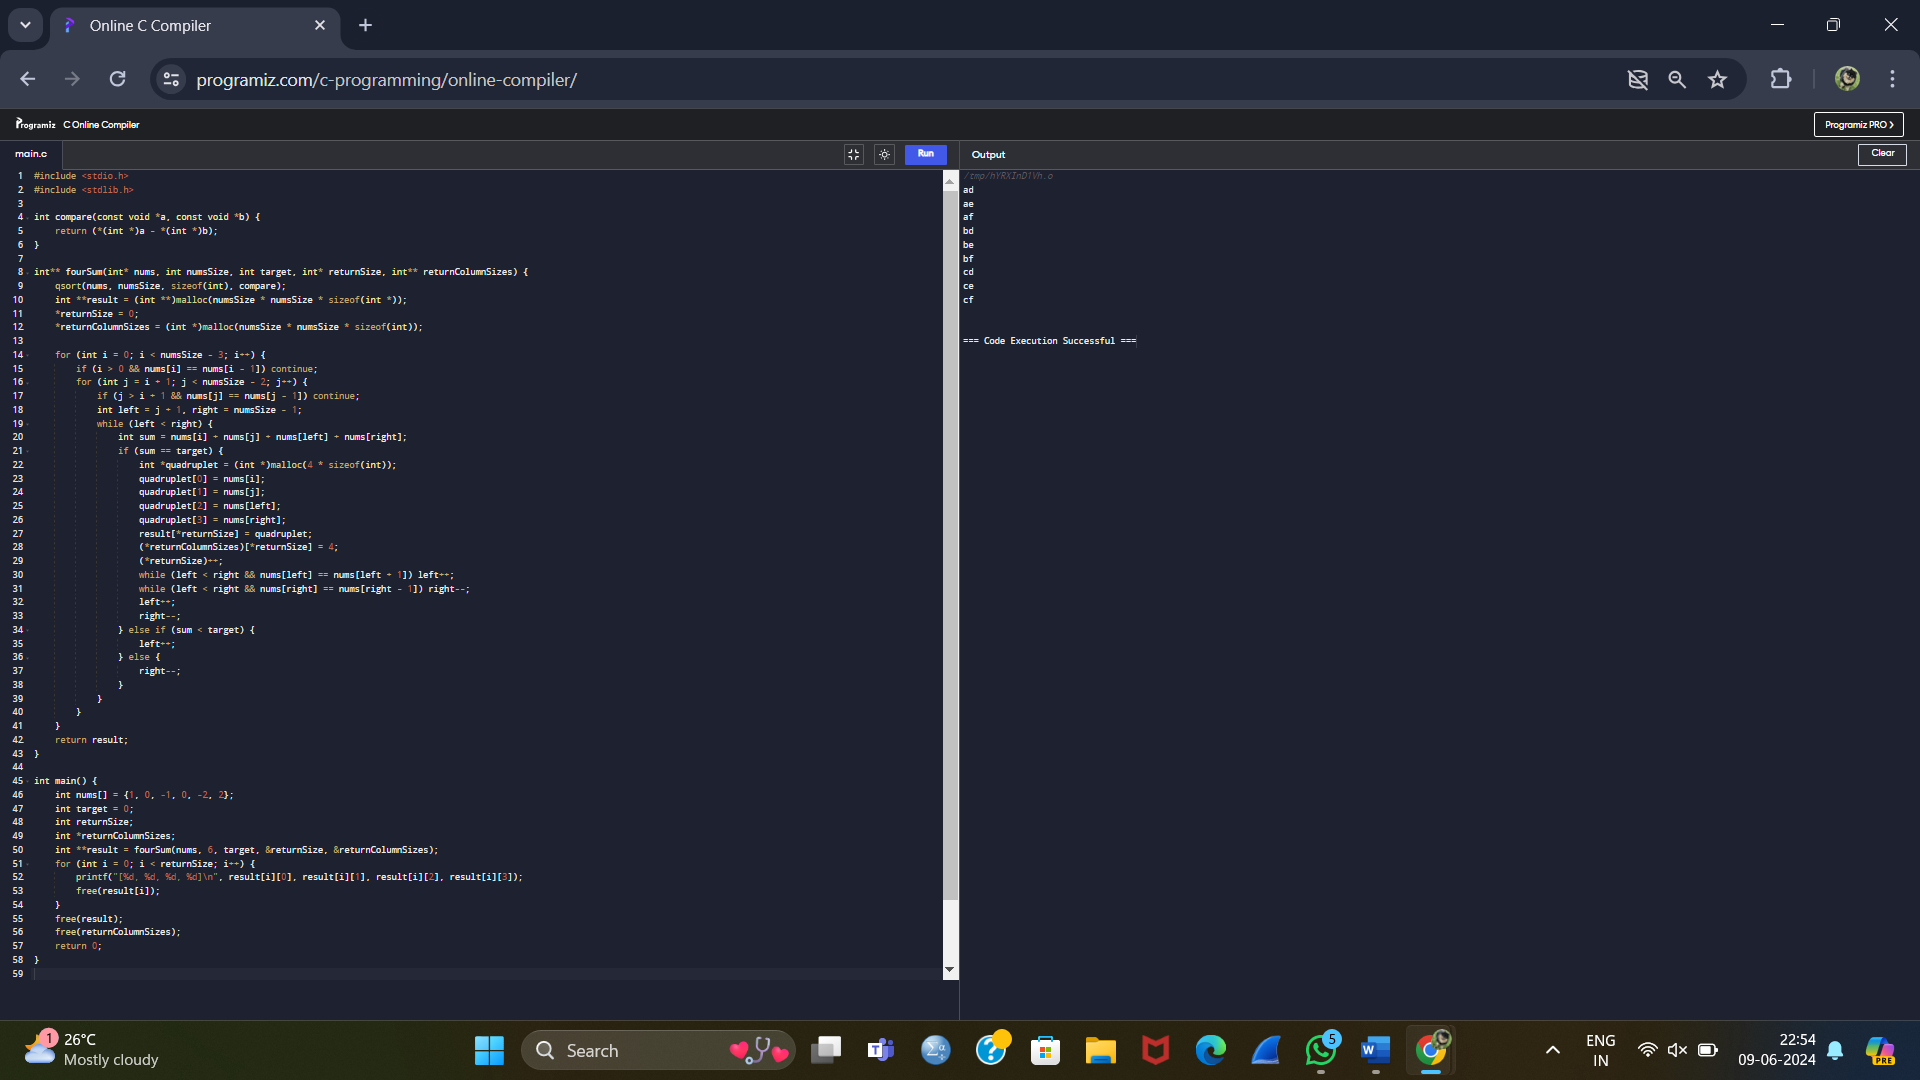 Online C Compiler
programiz.com/c-programming/online-compiler/
Programiz C Online Compiler
Programiz PRO >
main.c
Run
Output
Clear
1 #include <stdio.h>
2 #include <stdlib.h>
3
4 int compare(const void *a, const void *b) {
5 return (*(int *)a - *(int *)b);
6 }
7
8 int** fourSum(int* nums, int numsSize, int target, int* returnSize, int** returnColumnSizes) {
9 qsort(nums, numsSize, sizeof(int), compare);
10 int **result = (int **)malloc(numsSize * numsSize * sizeof(int *));
11 *returnSize = 0;
12 *returnColumnSizes = (int *)malloc(numsSize * numsSize * sizeof(int));
13
14 for (int i = 0; i < numsSize - 3; i++) {
15 if (i > 0 && nums[i] == nums[i - 1]) continue;
16 for (int j = i + 1; j < numsSize - 2; j++) {
17 if (j > i + 1 && nums[j] == nums[j - 1]) continue;
18 int left = j + 1, right = numsSize - 1;
19 while (left < right) {
20 int sum = nums[i] + nums[j] + nums[left] + nums[right];
21 if (sum == target) {
22 int *quadruplet = (int *)malloc(4 * sizeof(int));
23 quadruplet[0] = nums[i];
24 quadruplet[1] = nums[j];
25 quadruplet[2] = nums[left];
26 quadruplet[3] = nums[right];
27 result[*returnSize] = quadruplet;
28 (*returnColumnSizes)[*returnSize] = 4;
29 (*returnSize)++;
30 while (left < right && nums[left] == nums[left + 1]) left++;
31 while (left < right && nums[right] == nums[right - 1]) right--;
32 left++;
33 right--;
34 } else if (sum < target) {
35 left++;
36 } else {
37 right--;
38 }
39 }
40 }
41 }
42 return result;
43 }
44
45 int main() {
46 int nums[] = {1, 0, -1, 0, -2, 2};
47 int target = 0;
48 int returnSize;
49 int *returnColumnSizes;
50 int **result = fourSum(nums, 6, target, &returnSize, &returnColumnSizes);
51 for (int i = 0; i < returnSize; i++) {
52 printf("[%d, %d, %d, %d]\n", result[i][0], result[i][1], result[i][2], result[i][3]);
53 free(result[i]);
54 }
55 free(result);
56 free(returnColumnSizes);
57 return 0;
58 }
59
/tmp/hYRXInD1Vh.o
ad
ae
af
bd
be
bf
cd
ce
cf
=== Code Execution Successful ===
1
26°C
Mostly cloudy
Search
5
ENG
IN
22:54
09-06-2024
PRE